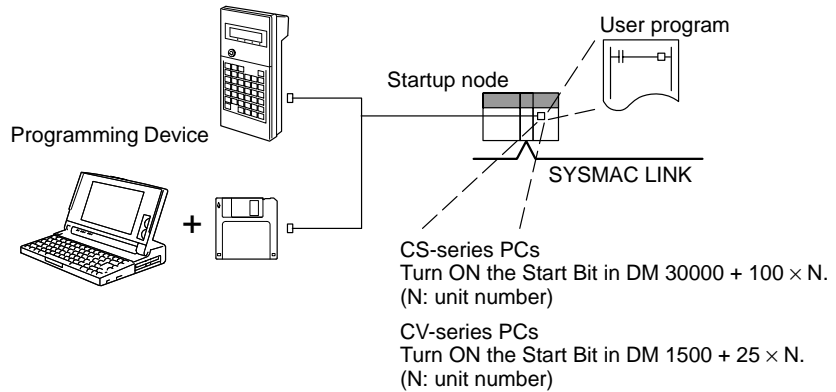 User program
Startup node
Programming Device
+
SYSMAC LINK
CS-series PCs
Turn ON the Start Bit in DM 30000 + 100 × N.
(N: unit number)
CV-series PCs
Turn ON the Start Bit in DM 1500 + 25 × N.
(N: unit number)